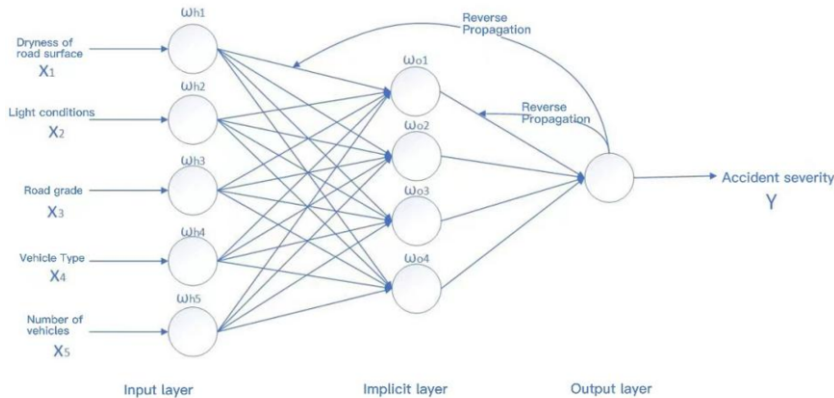 ωh1
Dryness of
road surface
X1
ωh2
Light conditions
X2
ωh3
Road grade
X3
ωh4
Vehicle Type
X4
ωh5
Number of
vehicles
X5
ωo1
ωo2
ωo3
ωo4
Reverse
Propagation
Reverse
Propagation
Accident severity
Y
Input layer
Implicit layer
Output layer